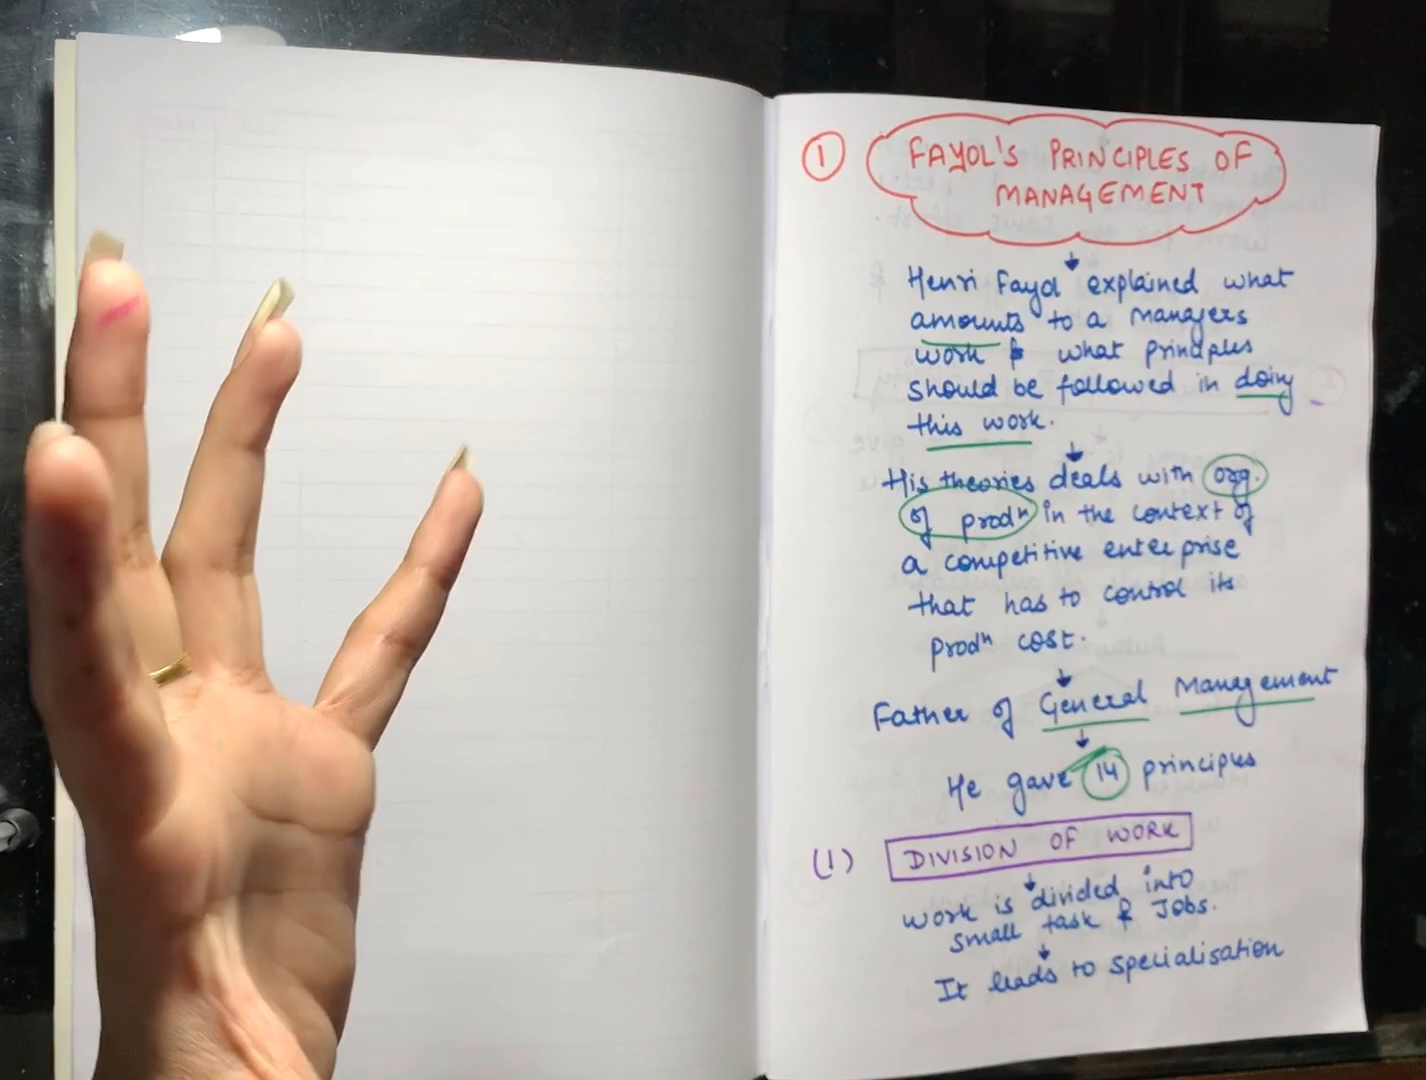 ① FAYOL'S PRINCIPLES OF
MANAGEMENT
Henri Fayol explained what
amounts to a managers
work & what principles
should be followed in doing
this work.
His theories deals with org.
of prodⁿ in the context of
a competitive enterprise
that has to control its
prodⁿ cost.
Father of General Management
He gave 14 principles
(1) DIVISION OF WORK
work is divided into
small task & Jobs.
It leads to specialisation